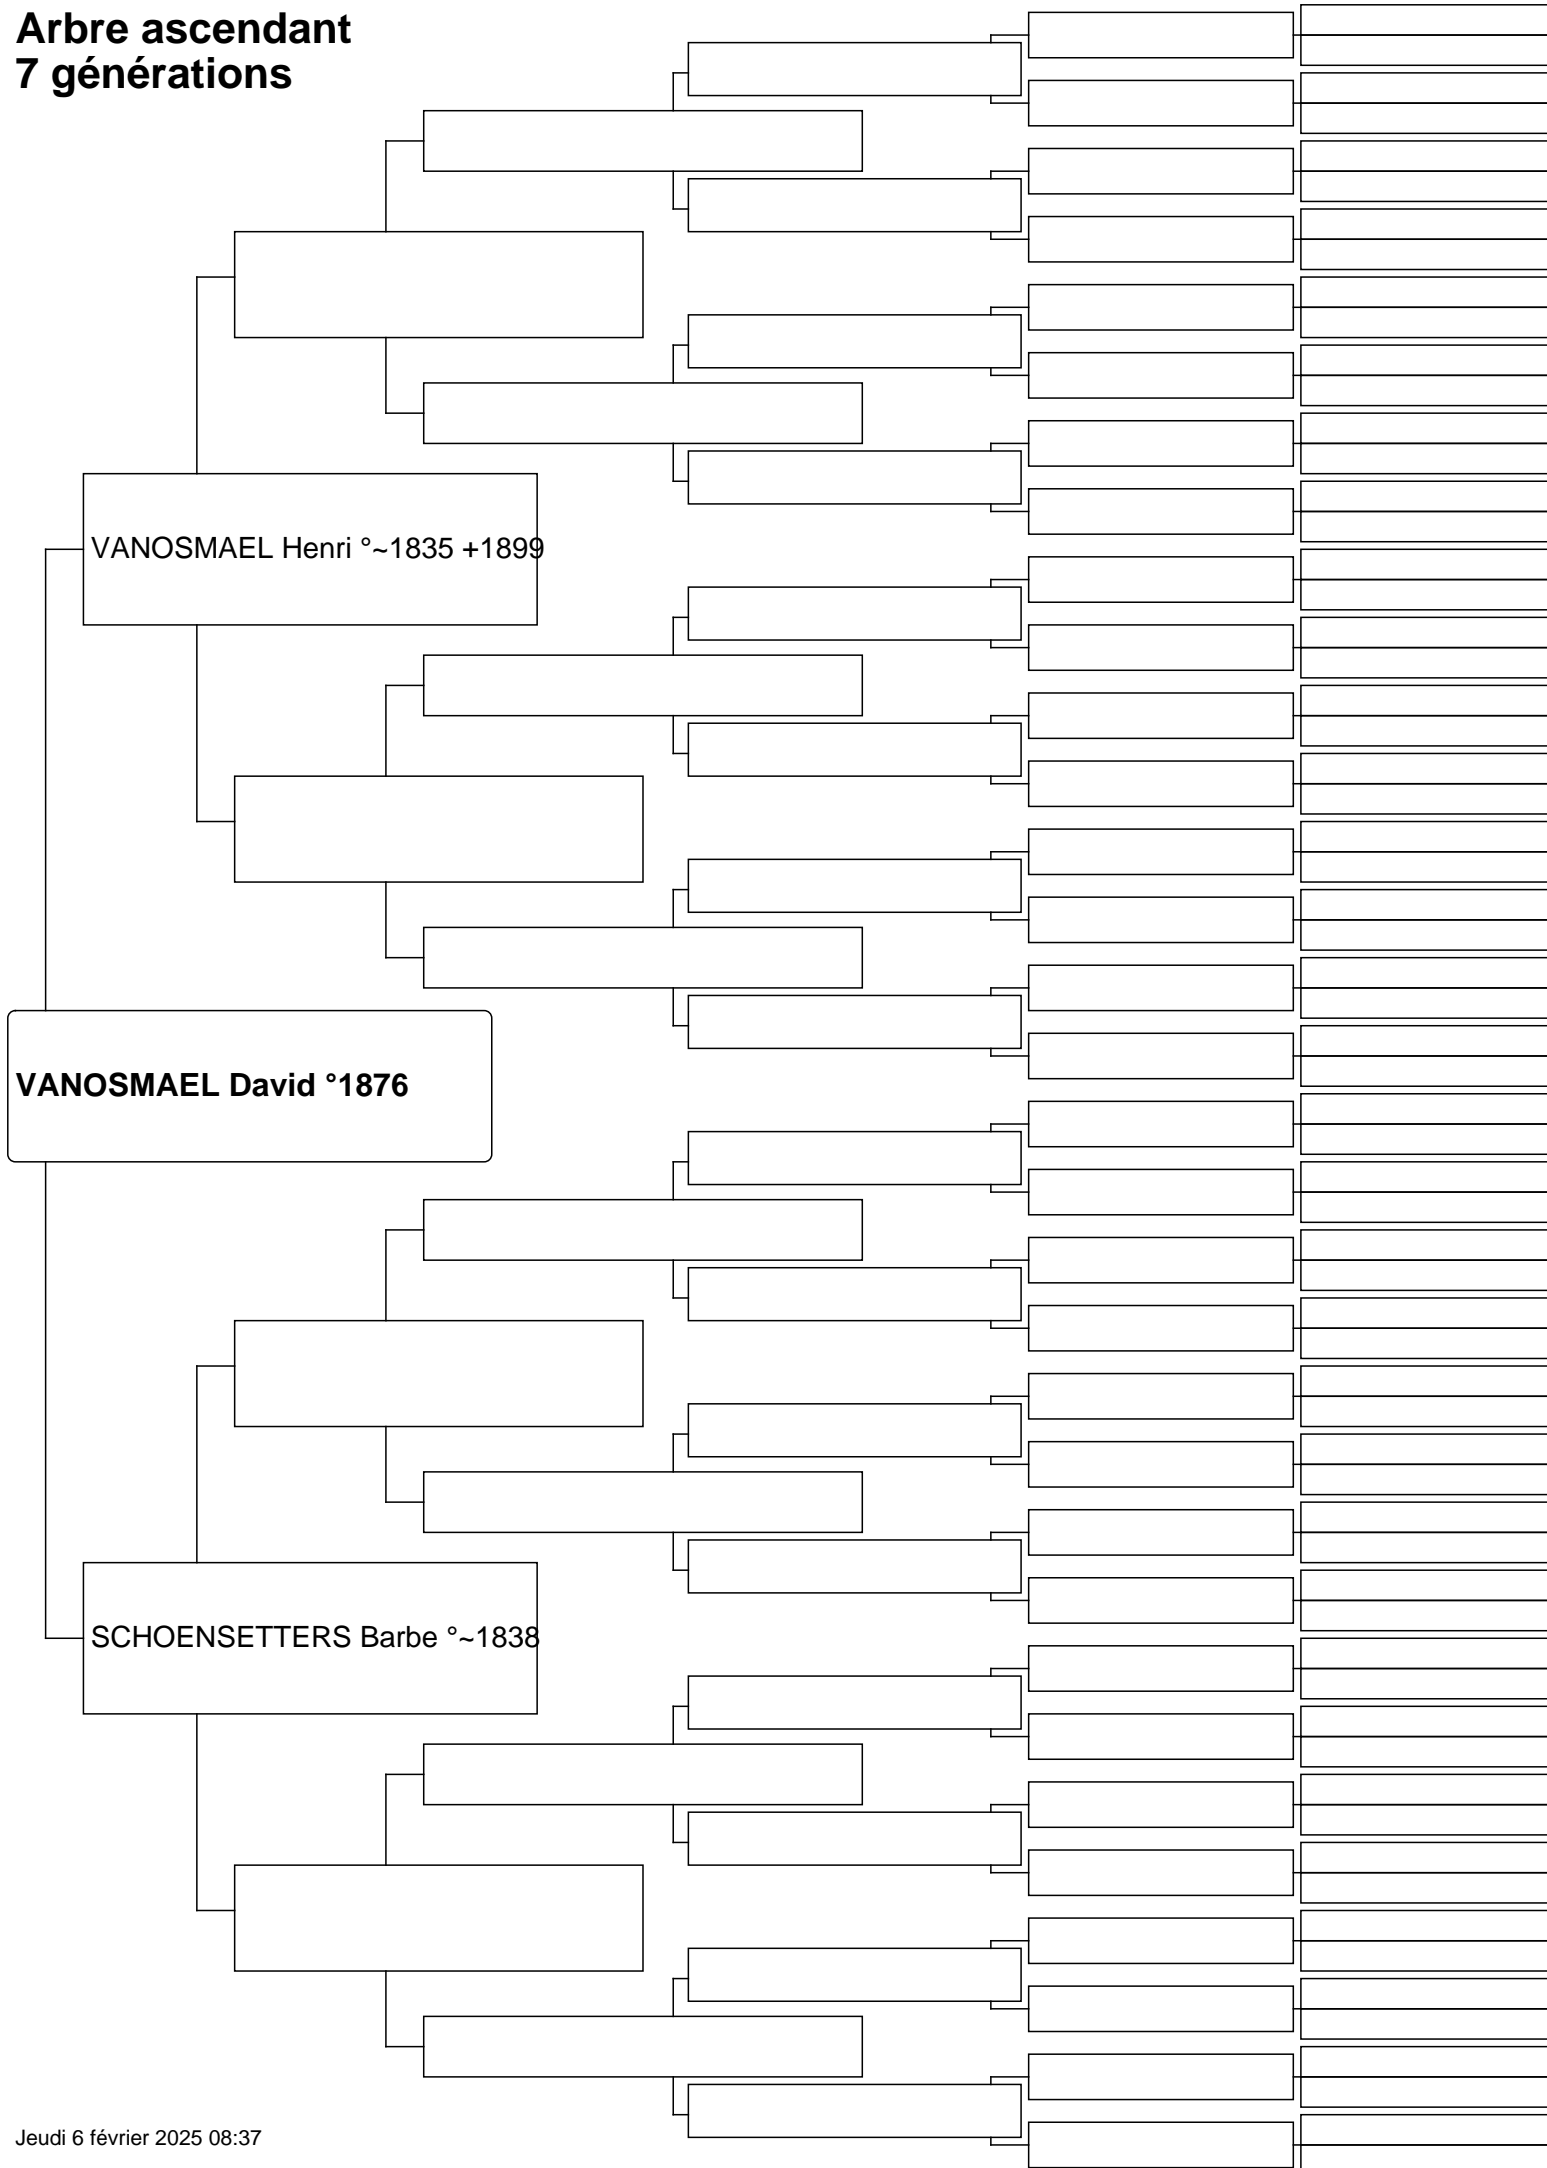 Arbre ascendant
7 générations
VANOSMAEL Henri °~1835 +1899
VANOSMAEL David °1876
SCHOENSETTERS Barbe °~1838
Jeudi 6 février 2025 08:37